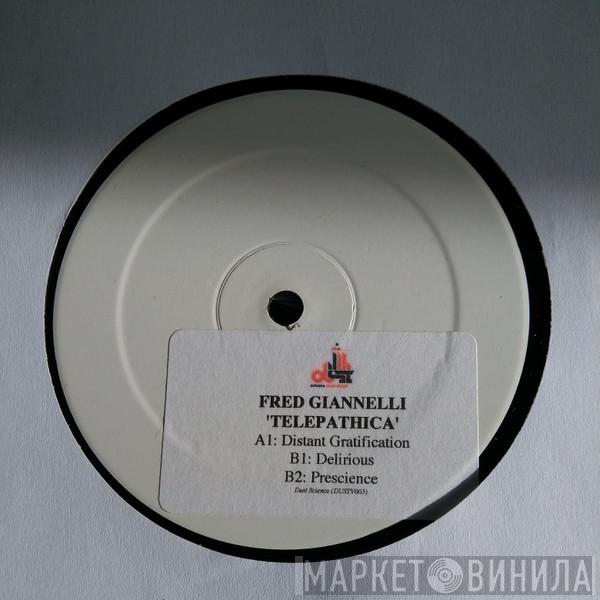 FRED GIANNELLI
'TELEPATHICA'
A1: Distant Gratification
B1: Delirious
B2: Prescience
Dust Science (DUSTV003)
МАРКЕТ ВИНИЛА